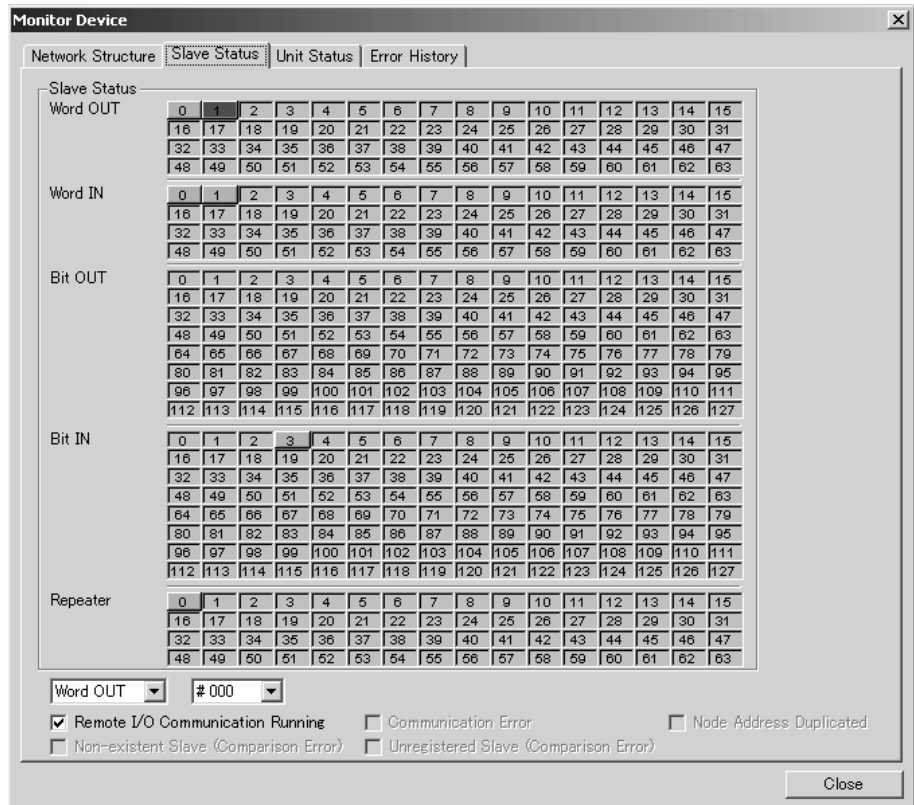 Monitor Device
Network Structure Slave Status Unit Status Error History
Slave Status
Word OUT 0 1 2 3 4 5 6 7 8 9 10 11 12 13 14 15
16 17 18 19 20 21 22 23 24 25 26 27 28 29 30 31
32 33 34 35 36 37 38 39 40 41 42 43 44 45 46 47
48 49 50 51 52 53 54 55 56 57 58 59 60 61 62 63
Word IN 0 1 2 3 4 5 6 7 8 9 10 11 12 13 14 15
16 17 18 19 20 21 22 23 24 25 26 27 28 29 30 31
32 33 34 35 36 37 38 39 40 41 42 43 44 45 46 47
48 49 50 51 52 53 54 55 56 57 58 59 60 61 62 63
Bit OUT 0 1 2 3 4 5 6 7 8 9 10 11 12 13 14 15
16 17 18 19 20 21 22 23 24 25 26 27 28 29 30 31
32 33 34 35 36 37 38 39 40 41 42 43 44 45 46 47
48 49 50 51 52 53 54 55 56 57 58 59 60 61 62 63
64 65 66 67 68 69 70 71 72 73 74 75 76 77 78 79
80 81 82 83 84 85 86 87 88 89 90 91 92 93 94 95
96 97 98 99 100 101 102 103 104 105 106 107 108 109 110 111
112 113 114 115 116 117 118 119 120 121 122 123 124 125 126 127
Bit IN 0 1 2 3 4 5 6 7 8 9 10 11 12 13 14 15
16 17 18 19 20 21 22 23 24 25 26 27 28 29 30 31
32 33 34 35 36 37 38 39 40 41 42 43 44 45 46 47
48 49 50 51 52 53 54 55 56 57 58 59 60 61 62 63
64 65 66 67 68 69 70 71 72 73 74 75 76 77 78 79
80 81 82 83 84 85 86 87 88 89 90 91 92 93 94 95
96 97 98 99 100 101 102 103 104 105 106 107 108 109 110 111
112 113 114 115 116 117 118 119 120 121 122 123 124 125 126 127
Repeater 0 1 2 3 4 5 6 7 8 9 10 11 12 13 14 15
16 17 18 19 20 21 22 23 24 25 26 27 28 29 30 31
32 33 34 35 36 37 38 39 40 41 42 43 44 45 46 47
48 49 50 51 52 53 54 55 56 57 58 59 60 61 62 63
Word OUT # 000
Remote I/O Communication Running Communication Error Node Address Duplicated
Non-existent Slave (Comparison Error) Unregistered Slave (Comparison Error)
Close